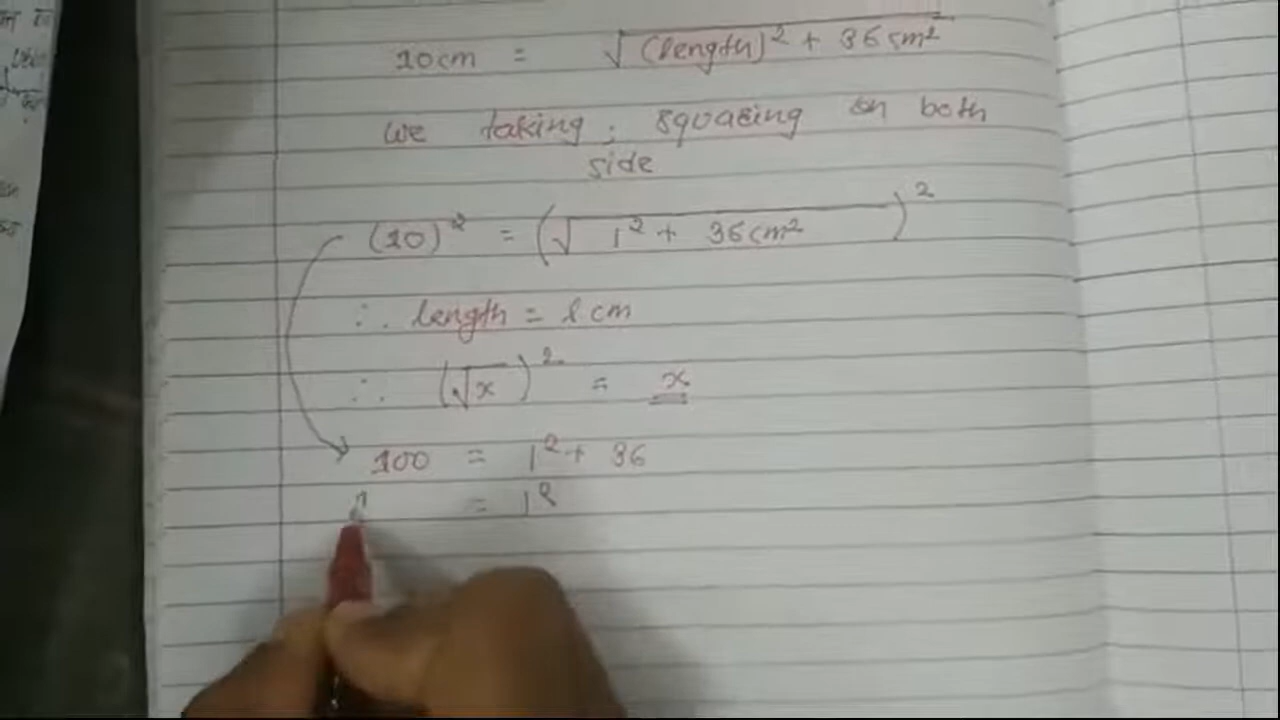 10cm = √(length)² + 36cm²
we taking : squaring on both
side
(10)² = (√l² + 36cm²)²
∴ length = l cm
∴ (√x)² = x
100 = l² + 36
= l²